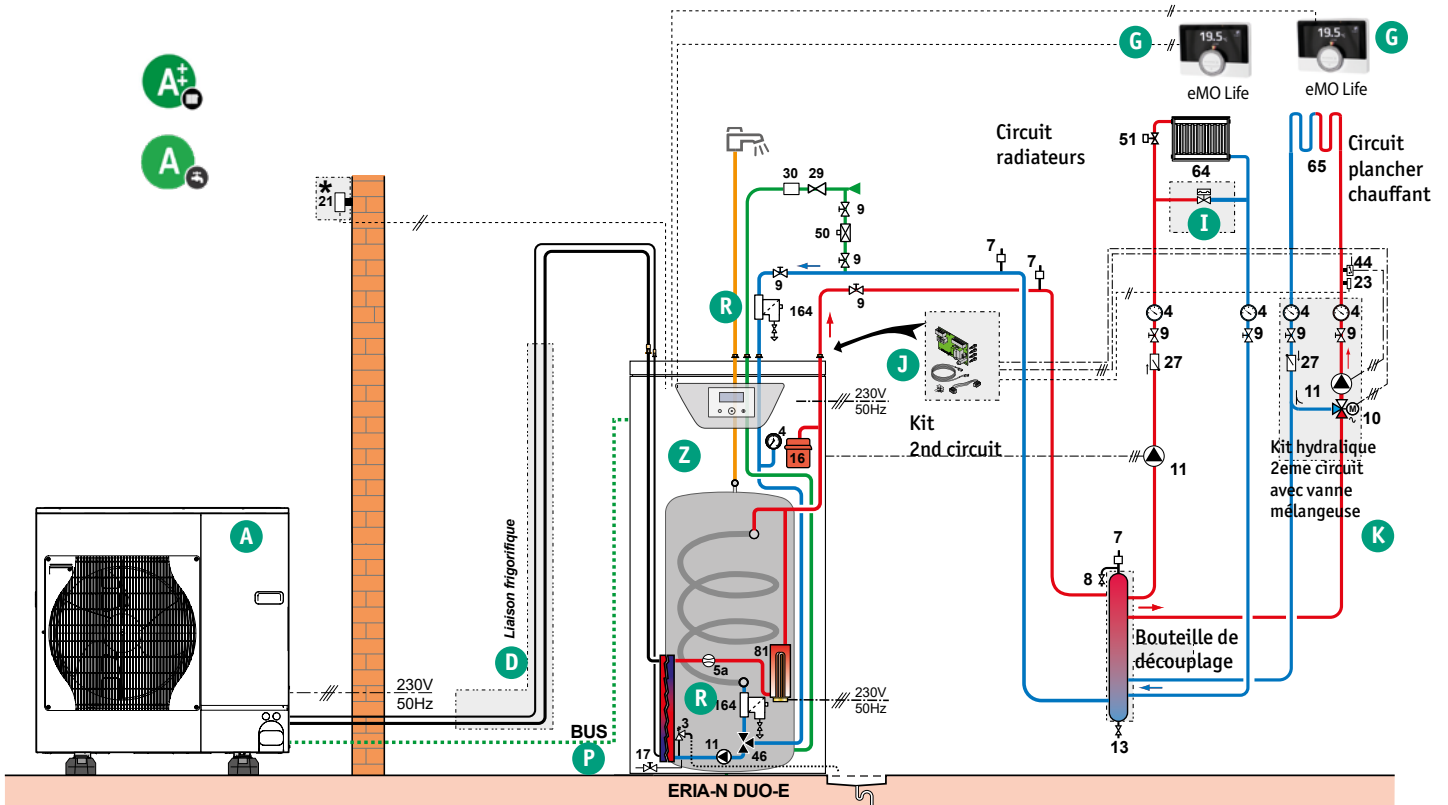 A‡
A
G
19.5
eMO Life
19.5
G
eMO Life
Circuit
radiateurs
51
64
65
Circuit
plancher
chauffant
I
*
21
30
29
9
50
9
7
7
44
23
9
9
R
164
4
4
4
4
9
9
9
9
27
27
J
Kit
2nd circuit
230V
50Hz
4
16
11
10
M
11
Kit hydralique
2eme circuit
avec vanne
mélangeuse
K
Z
11
A
Liaison frigorifique
D
7
8
Bouteille de
découplage
13
81
5a
R
164
3
230V
50Hz
230V
50Hz
BUS
P
17
11
46
ERIA-N DUO-E